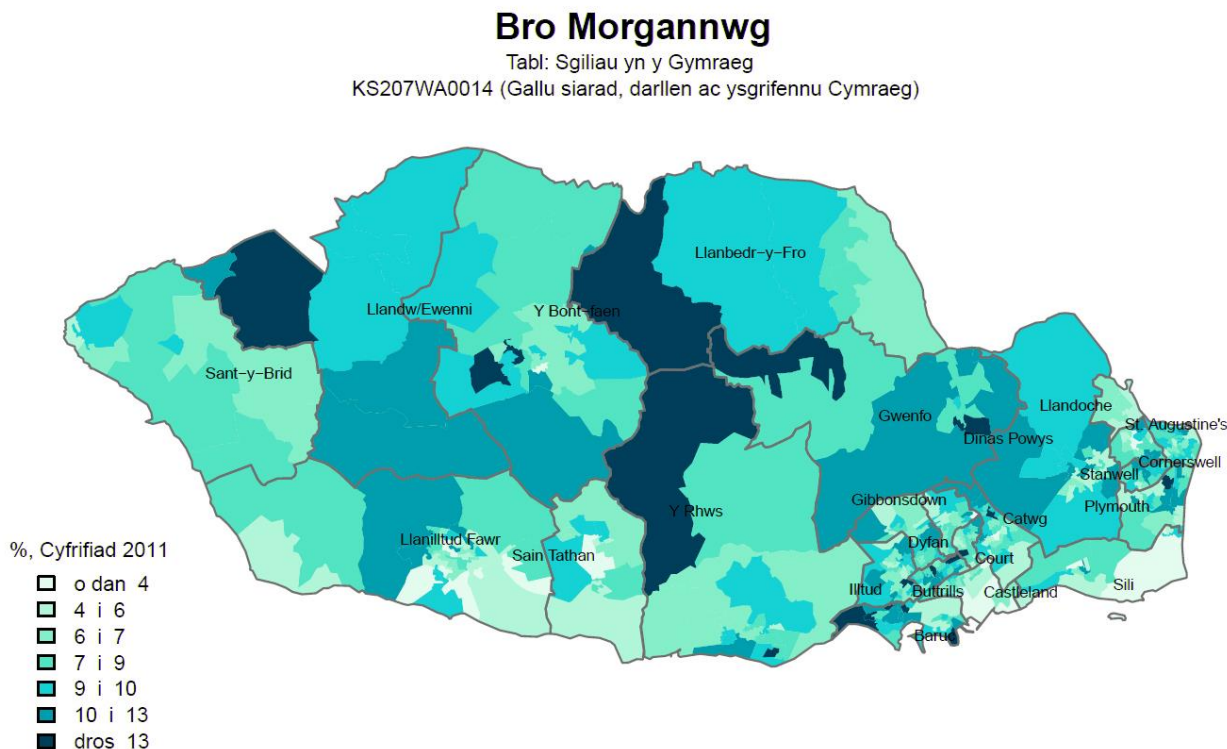 Bro Morgannwg
Tabl: Sgiliau yn y Gymraeg
KS207WA0014 (Gallu siarad, darllen ac ysgrifennu Cymraeg)
Llanbedr-y-Fro
Llandw/Ewenni
Y Bont-faen
Sant-y-Brid
Gwenfo
Llandoche
St. Augustine's
Dinas Powys
Cornerswell
Stanwell
Gibbonsdown
Plymouth
Y Rhws
Catwg
Llanilltud Fawr
Sain Tathan
Dyfan
Court
Illtud
Buttrills
Castleland
Sili
Baruc
%, Cyfrifiad 2011
o dan 4
4 i 6
6 i 7
7 i 9
9 i 10
10 i 13
dros 13